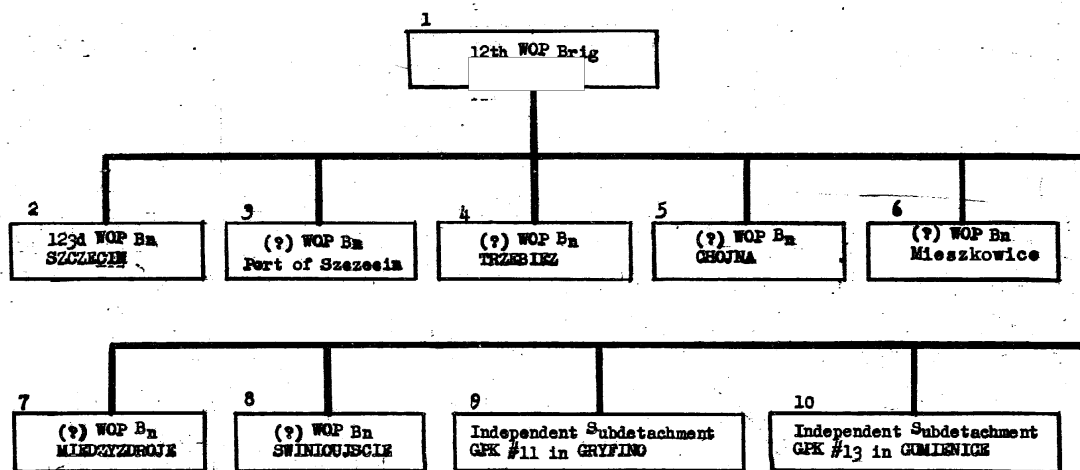 1
12th WOP Brig
2
123d WOP Bn
SZCZECIN
3
(?) WOP Bn
Port of Szczecin
4
(?) WOP Bn
TRZEBIEZ
5
(?) WOP Bn
CHOJNA
6
(?) WOP Bn
Mieszkowice
7
(?) WOP Bn
MIEDZYZDROJE
8
(?) WOP Bn
SWINIOUJSCIE
9
Independent Subdetachment
GPK #11 in GRYFINO
10
Independent Subdetachment
GPK #13 in GUMIENICE